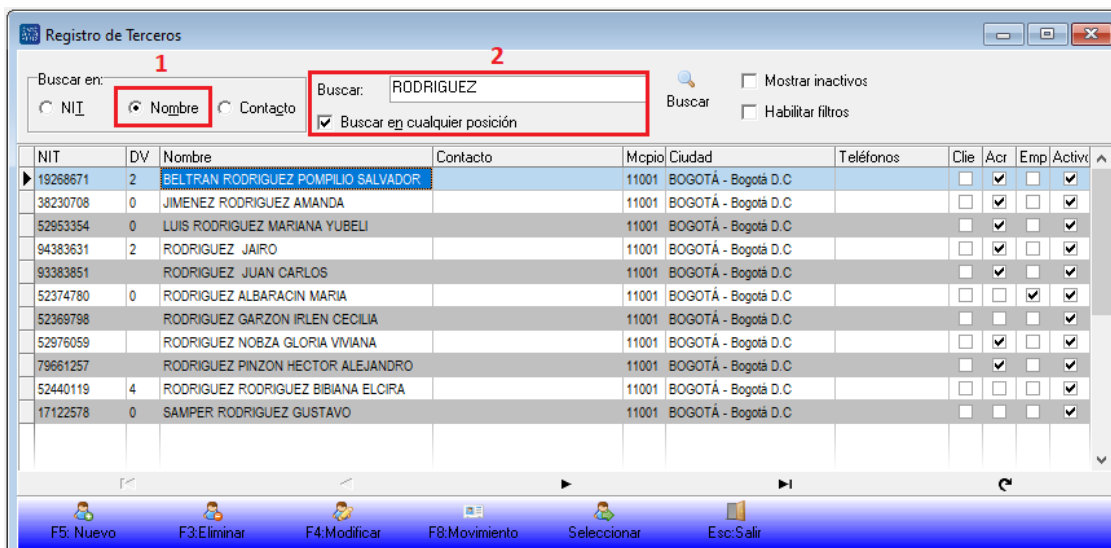 Registro de Terceros
1
2
Buscar en:
NIT Nombre Contacto
Buscar: RODRIGUEZ
Buscar en cualquier posición
Buscar
Mostrar inactivos
Habilitar filtros
NIT DV Nombre Contacto Mcpio Ciudad Teléfonos Clie Acr Emp Activo
19268671 2 BELTRAN RODRIGUEZ POMPILIO SALVADOR 11001 BOGOTÁ - Bogotá D.C
38230708 0 JIMENEZ RODRIGUEZ AMANDA 11001 BOGOTÁ - Bogotá D.C
52953354 0 LUIS RODRIGUEZ MARIANA YUBELI 11001 BOGOTÁ - Bogotá D.C
94383631 2 RODRIGUEZ JAIRO 11001 BOGOTÁ - Bogotá D.C
93383851 RODRIGUEZ JUAN CARLOS 11001 BOGOTÁ - Bogotá D.C
52374780 0 RODRIGUEZ ALBARACIN MARIA 11001 BOGOTÁ - Bogotá D.C
52369798 RODRIGUEZ GARZON IRLEN CECILIA 11001 BOGOTÁ - Bogotá D.C
52976059 RODRIGUEZ NOBZA GLORIA VIVIANA 11001 BOGOTÁ - Bogotá D.C
79661257 RODRIGUEZ PINZON HECTOR ALEJANDRO 11001 BOGOTÁ - Bogotá D.C
52440119 4 RODRIGUEZ RODRIGUEZ BIBIANA ELCIRA 11001 BOGOTÁ - Bogotá D.C
17122578 0 SAMPER RODRIGUEZ GUSTAVO 11001 BOGOTÁ - Bogotá D.C
F5: Nuevo F3:Eliminar F4:Modificar F8:Movimiento Seleccionar Esc:Salir